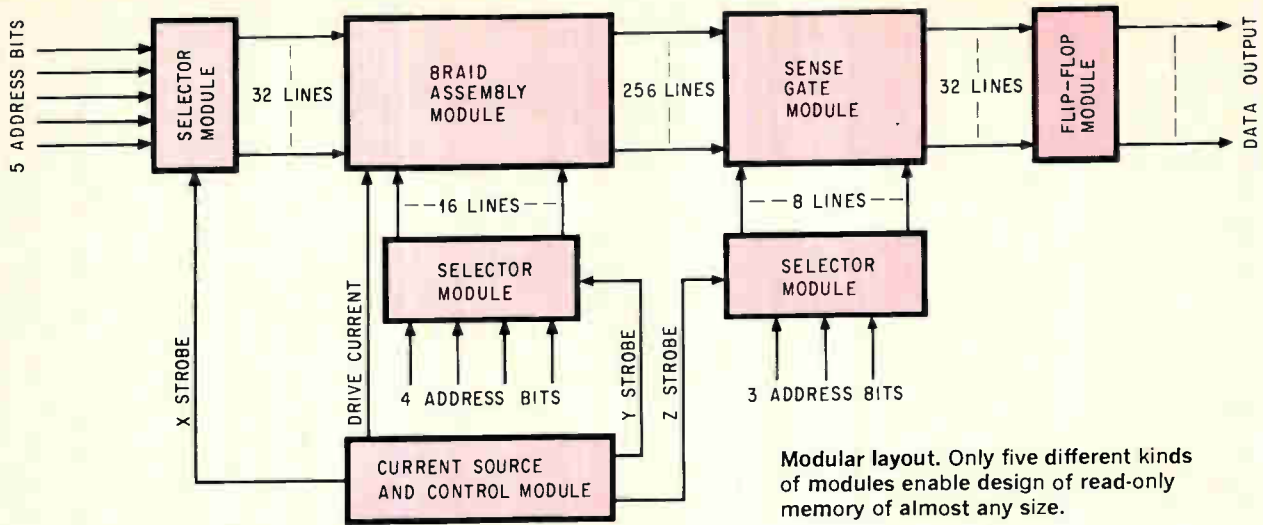 5 ADDRESS BITS
SELECTOR
MODULE
32 LINES
BRAID
ASSEMBLY
MODULE
256 LINES
SENSE
GATE
MODULE
32 LINES
FLIP-FLOP
MODULE
DATA OUTPUT
16 LINES
8 LINES
SELECTOR
MODULE
SELECTOR
MODULE
X STROBE
DRIVE CURRENT
4 ADDRESS BITS
Y STROBE
Z STROBE
3 ADDRESS BITS
CURRENT SOURCE
AND CONTROL MODULE
Modular layout. Only five different kinds
of modules enable design of read-only
memory of almost any size.